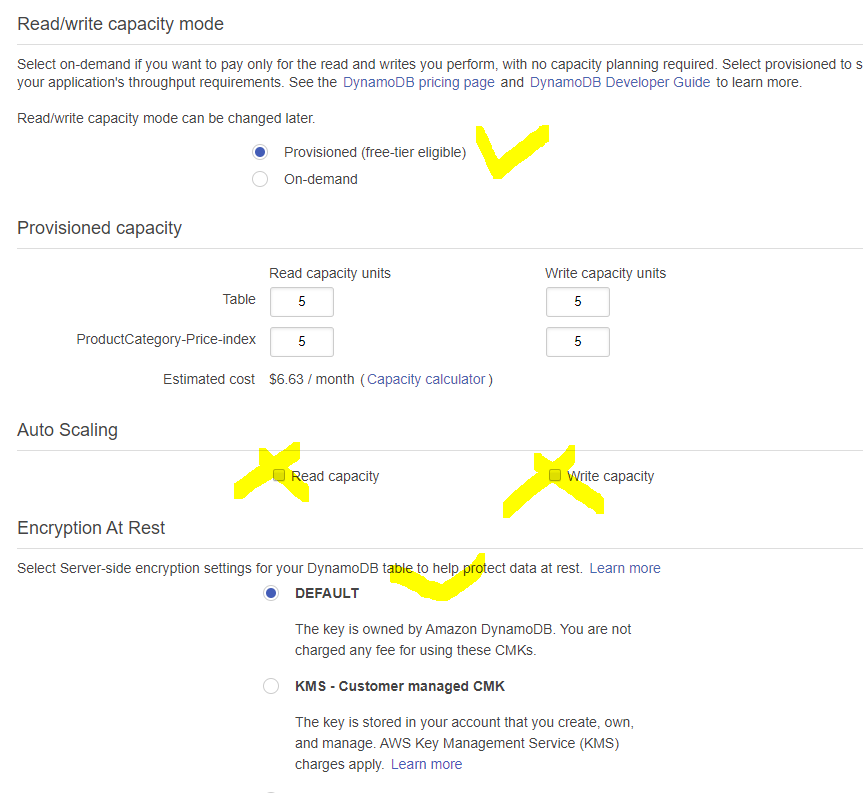 Read/write capacity mode
Select on-demand if you want to pay only for the read and writes you perform, with no capacity planning required. Select provisioned to s
your application's throughput requirements. See the DynamoDB pricing page and DynamoDB Developer Guide to learn more.
Read/write capacity mode can be changed later.
Provisioned (free-tier eligible)
On-demand
Provisioned capacity
Read capacity units Write capacity units
Table 5 5
ProductCategory-Price-index 5 5
Estimated cost $6.63 / month (Capacity calculator)
Auto Scaling
Read capacity Write capacity
Encryption At Rest
Select Server-side encryption settings for your DynamoDB table to help protect data at rest. Learn more
DEFAULT
The key is owned by Amazon DynamoDB. You are not
charged any fee for using these CMKs.
KMS - Customer managed CMK
The key is stored in your account that you create, own,
and manage. AWS Key Management Service (KMS)
charges apply. Learn more